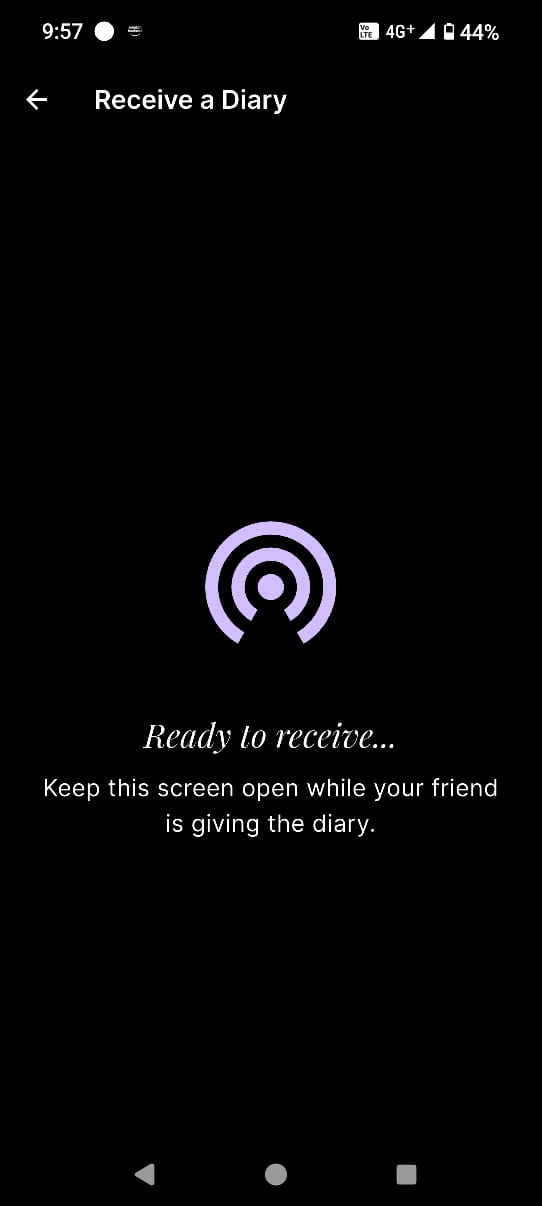 9:57
Vo LTE 4G+ 44%
Receive a Diary
Ready to receive...
Keep this screen open while your friend
is giving the diary.